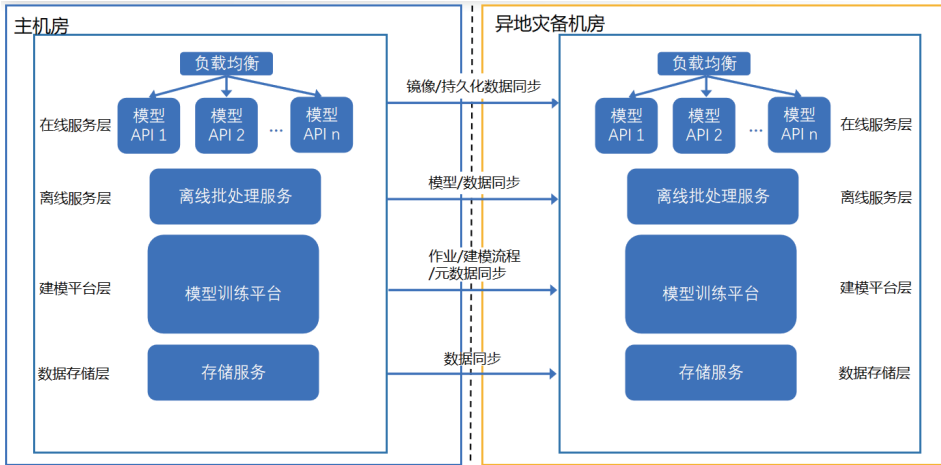 主机房
负载均衡
模型
API 1
模型
API 2
...
模型
API n
在线服务层
离线批处理服务
离线服务层
模型训练平台
建模平台层
存储服务
数据存储层
镜像/持久化数据同步
模型/数据同步
作业/建模流程
/元数据同步
数据同步
异地灾备机房
负载均衡
模型
API 1
模型
API 2
...
模型
API n
在线服务层
离线批处理服务
离线服务层
模型训练平台
建模平台层
存储服务
数据存储层